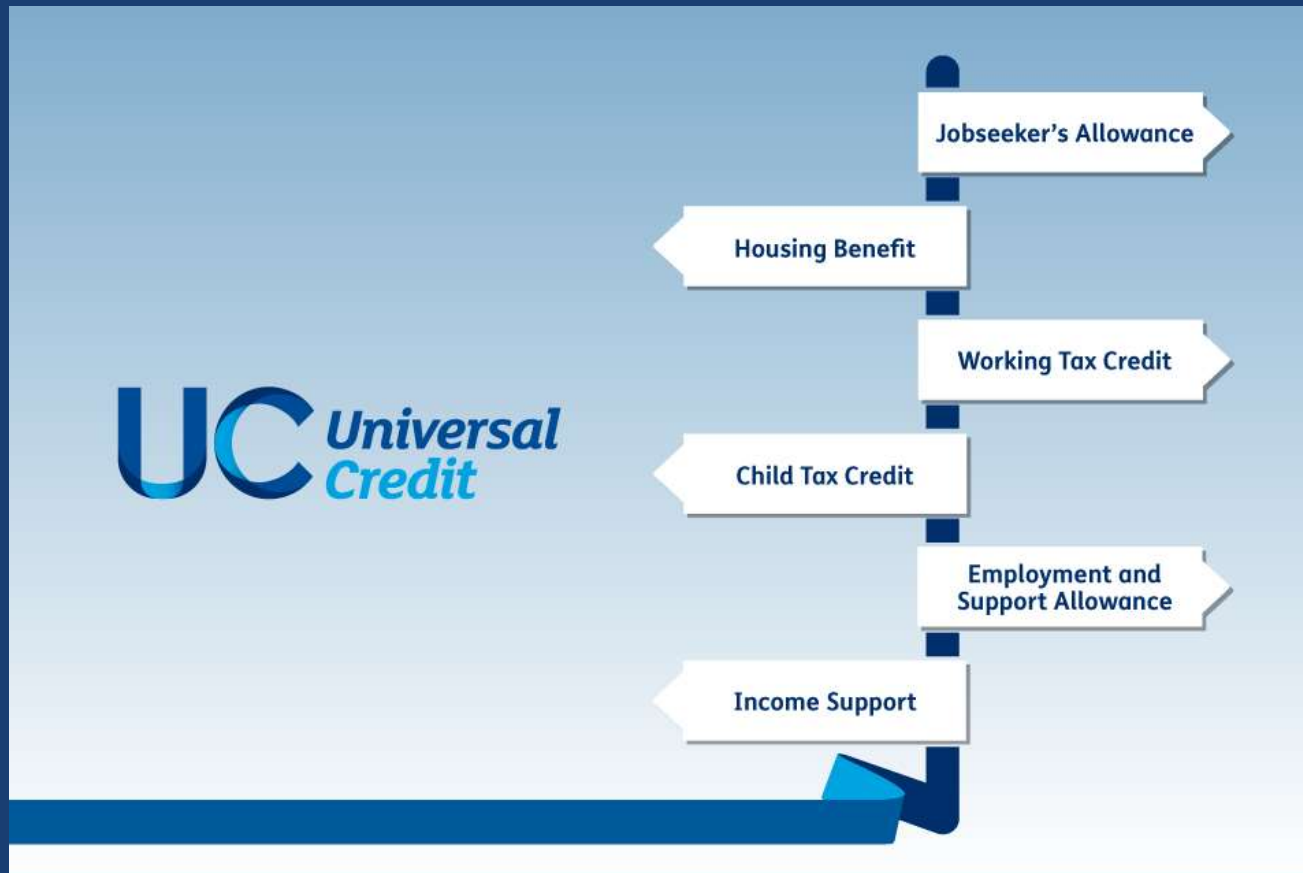 Jobseeker’s Allowance
Housing Benefit
Working Tax Credit
UC Universal
Credit
Child Tax Credit
Employment and
Support Allowance
Income Support